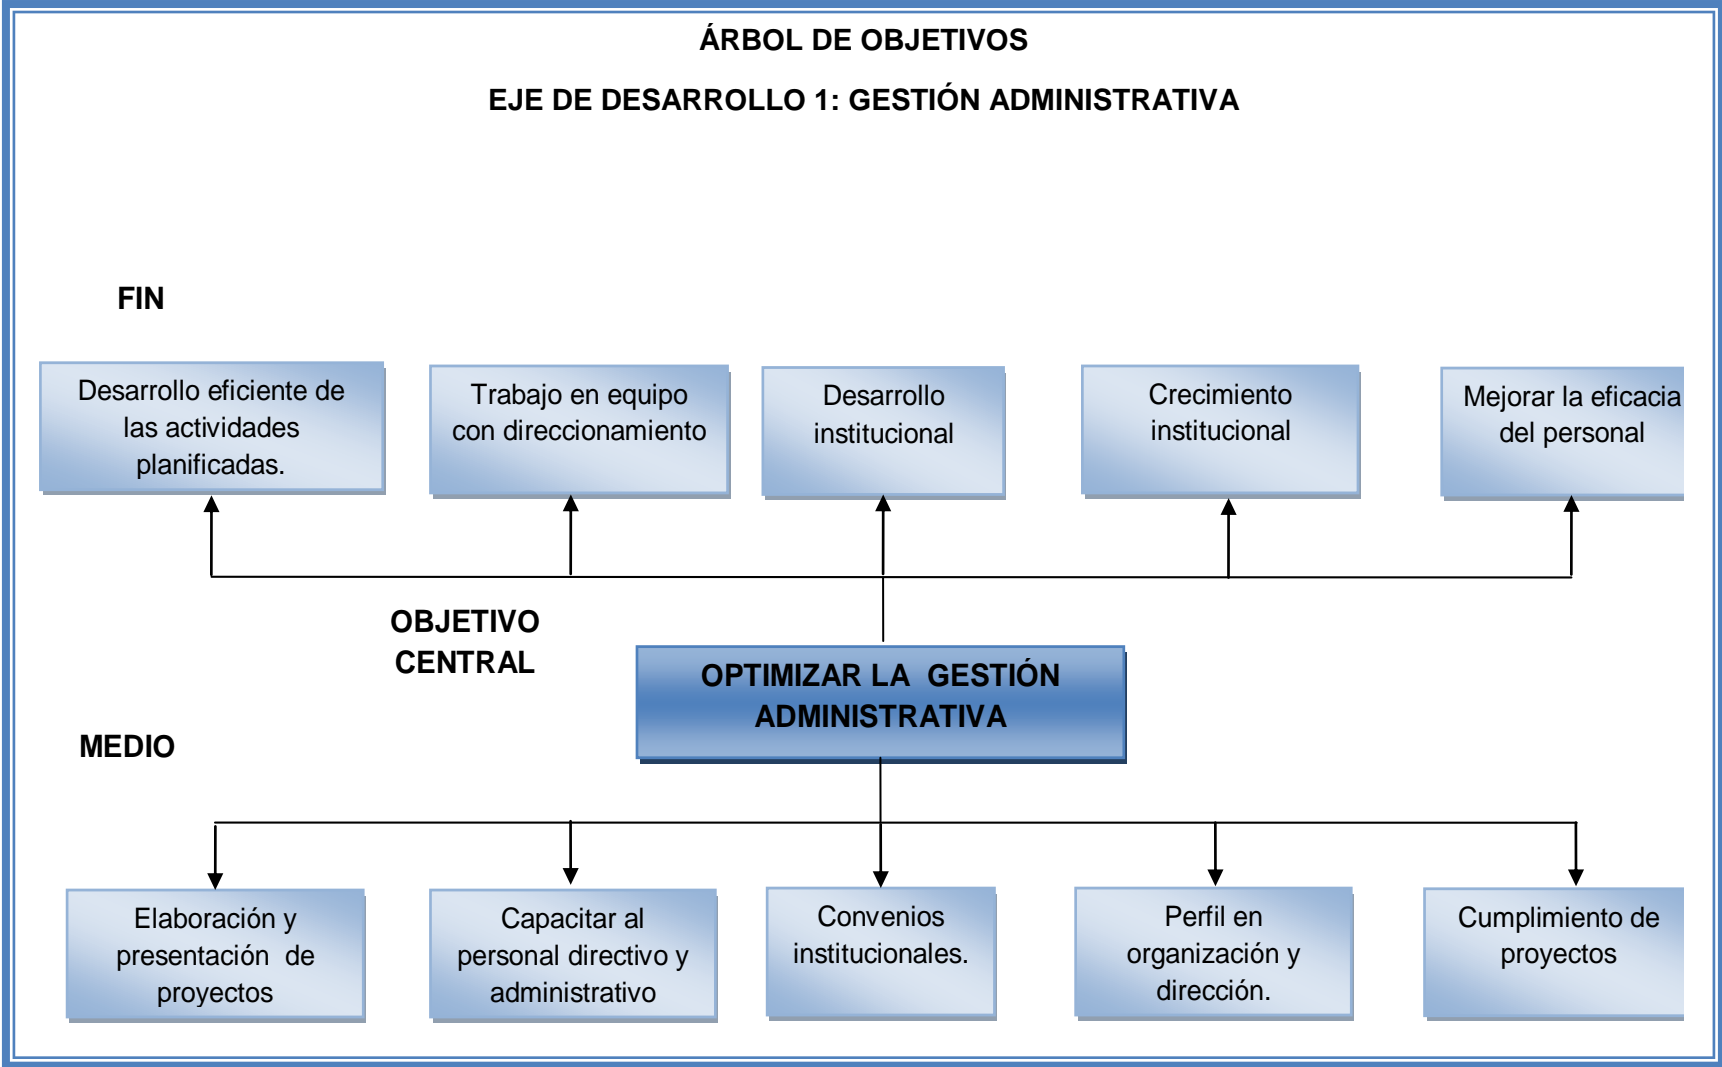 ÁRBOL DE OBJETIVOS
EJE DE DESARROLLO 1: GESTIÓN ADMINISTRATIVA
FIN
Desarrollo eficiente de
las actividades
planificadas.
Trabajo en equipo
con direccionamiento
Desarrollo
institucional
Crecimiento
institucional
Mejorar la eficacia
del personal
OBJETIVO
CENTRAL
OPTIMIZAR LA GESTIÓN
ADMINISTRATIVA
MEDIO
Elaboración y
presentación de
proyectos
Capacitar al
personal directivo y
administrativo
Convenios
institucionales.
Perfil en
organización y
dirección.
Cumplimiento de
proyectos